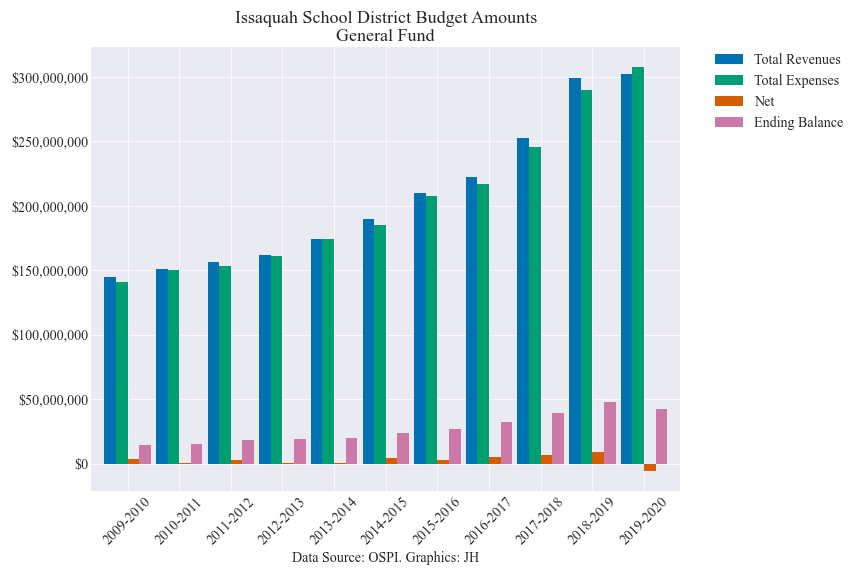 Issaquah School District Budget Amounts
General Fund
Total Revenues
Total Expenses
Net
Ending Balance
$300,000,000
$250,000,000
$200,000,000
$150,000,000
$100,000,000
$50,000,000
$0
2009-2010
2010-2011
2011-2012
2012-2013
2013-2014
2014-2015
2015-2016
2016-2017
2017-2018
2018-2019
2019-2020
Data Source: OSPI. Graphics: JH